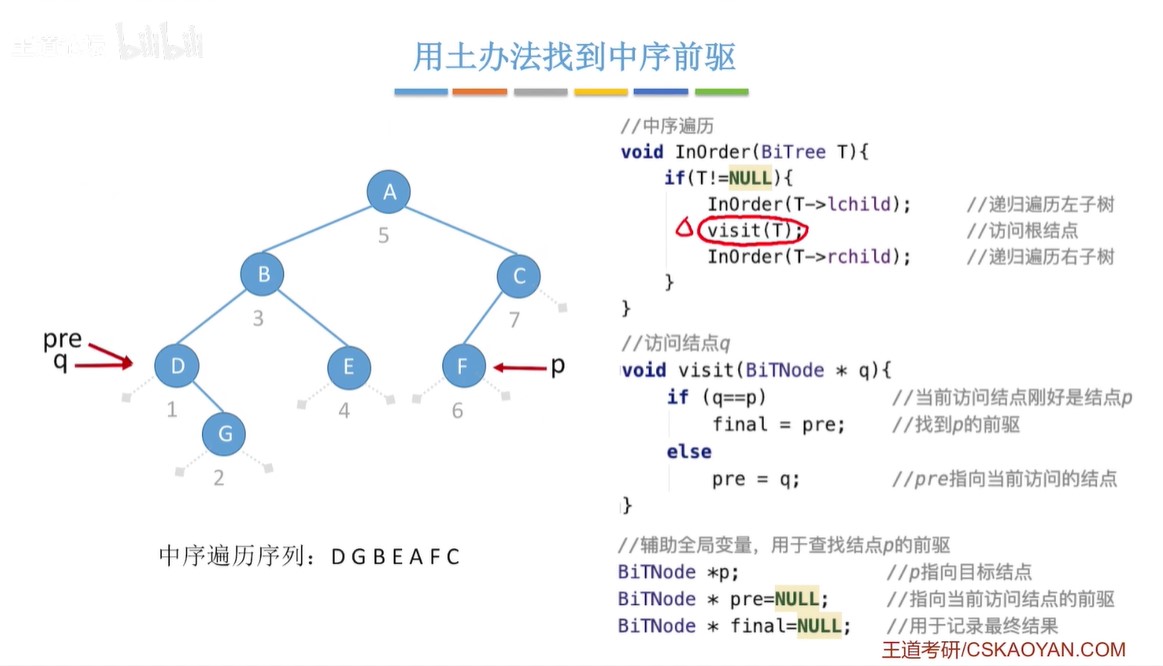 bilibili
用土办法找到中序前驱
A
5
B
3
C
7
pre
q
D
1
E
4
F
6
p
G
2
中序遍历序列：D G B E A F C
//中序遍历
void InOrder(BiTree T){
if(T!=NULL){
InOrder(T->lchild); //递归遍历左子树
visit(T); //访问根结点
InOrder(T->rchild); //递归遍历右子树
}
}
//访问结点q
void visit(BiTNode * q){
if (q==p) //当前访问结点刚好是结点p
final = pre; //找到p的前驱
else
pre = q; //pre指向当前访问的结点
}
//辅助全局变量，用于查找结点p的前驱
BiTNode *p; //p指向目标结点
BiTNode * pre=NULL; //指向当前访问结点的前驱
BiTNode * final=NULL; //用于记录最终结果
王道考研/CSKAOYAN.COM